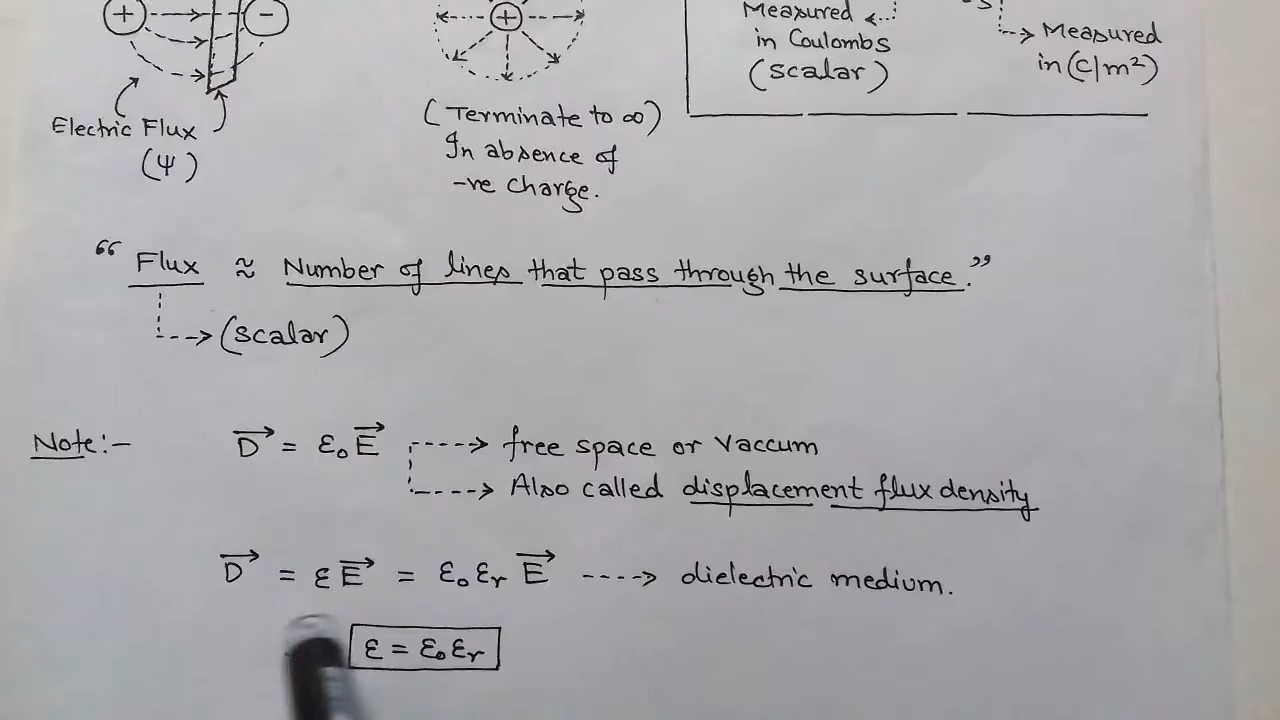 + -
Electric Flux
(Ψ)
+
(Terminate to ∞)
In absence of
-ve charge.
Measured
in Coulombs
(scalar)
Measured
in (C/m²)
“Flux ≈ Number of lines that pass through the surface.”
(scalar)
Note:-
D⃗ = ε₀E⃗ free space or Vaccum
Also called displacement flux density
D⃗ = εE⃗ = ε₀εᵣE⃗ dielectric medium.
ε = ε₀εᵣ